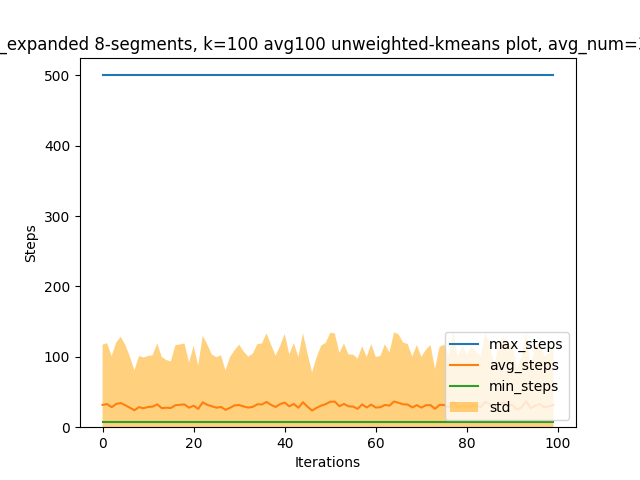 _expanded 8-segments, k=100 avg100 unweighted-kmeans plot, avg_num=
500
400
300
200
100
0
Steps
0 20 40 60 80 100
Iterations
max_steps
avg_steps
min_steps
std